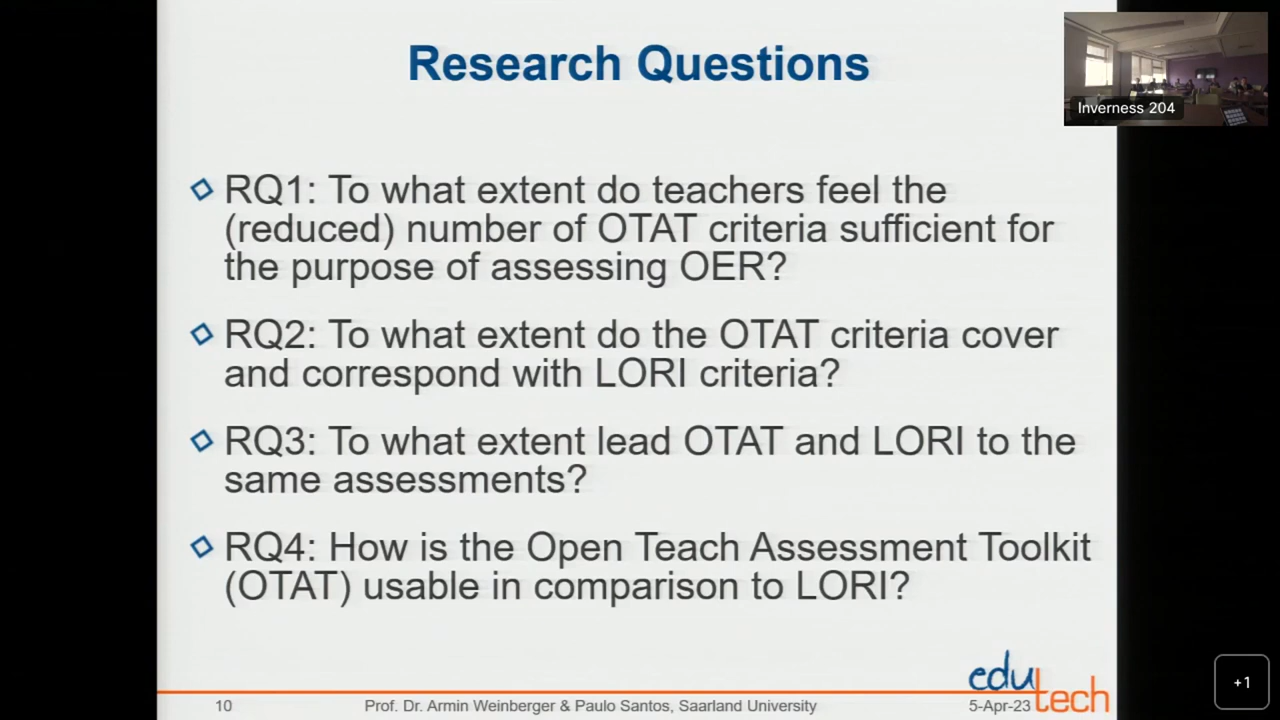 Research Questions
Inverness 204
RQ1: To what extent do teachers feel the
(reduced) number of OTAT criteria sufficient for
the purpose of assessing OER?
RQ2: To what extent do the OTAT criteria cover
and correspond with LORI criteria?
RQ3: To what extent lead OTAT and LORI to the
same assessments?
RQ4: How is the Open Teach Assessment Toolkit
(OTAT) usable in comparison to LORI?
edu
tech
10 Prof. Dr. Armin Weinberger & Paulo Santos, Saarland University 5-Apr-23
+1